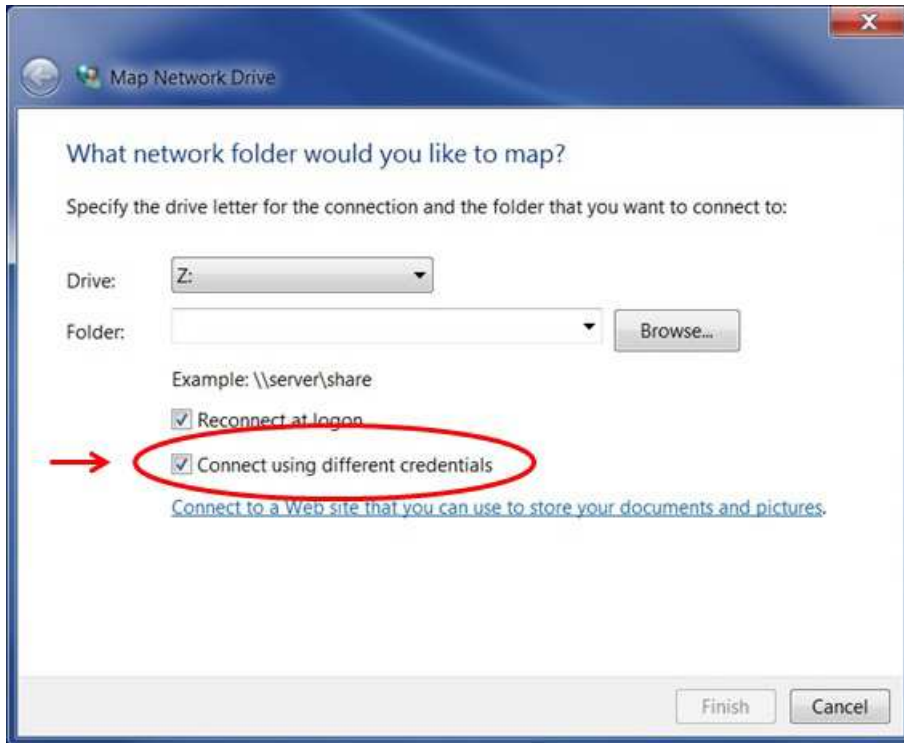 Map Network Drive
What network folder would you like to map?
Specify the drive letter for the connection and the folder that you want to connect to:
Drive: Z:
Folder: Browse...
Example: \\server\share
Reconnect at logon
Connect using different credentials
Connect to a Web site that you can use to store your documents and pictures.
Finish Cancel